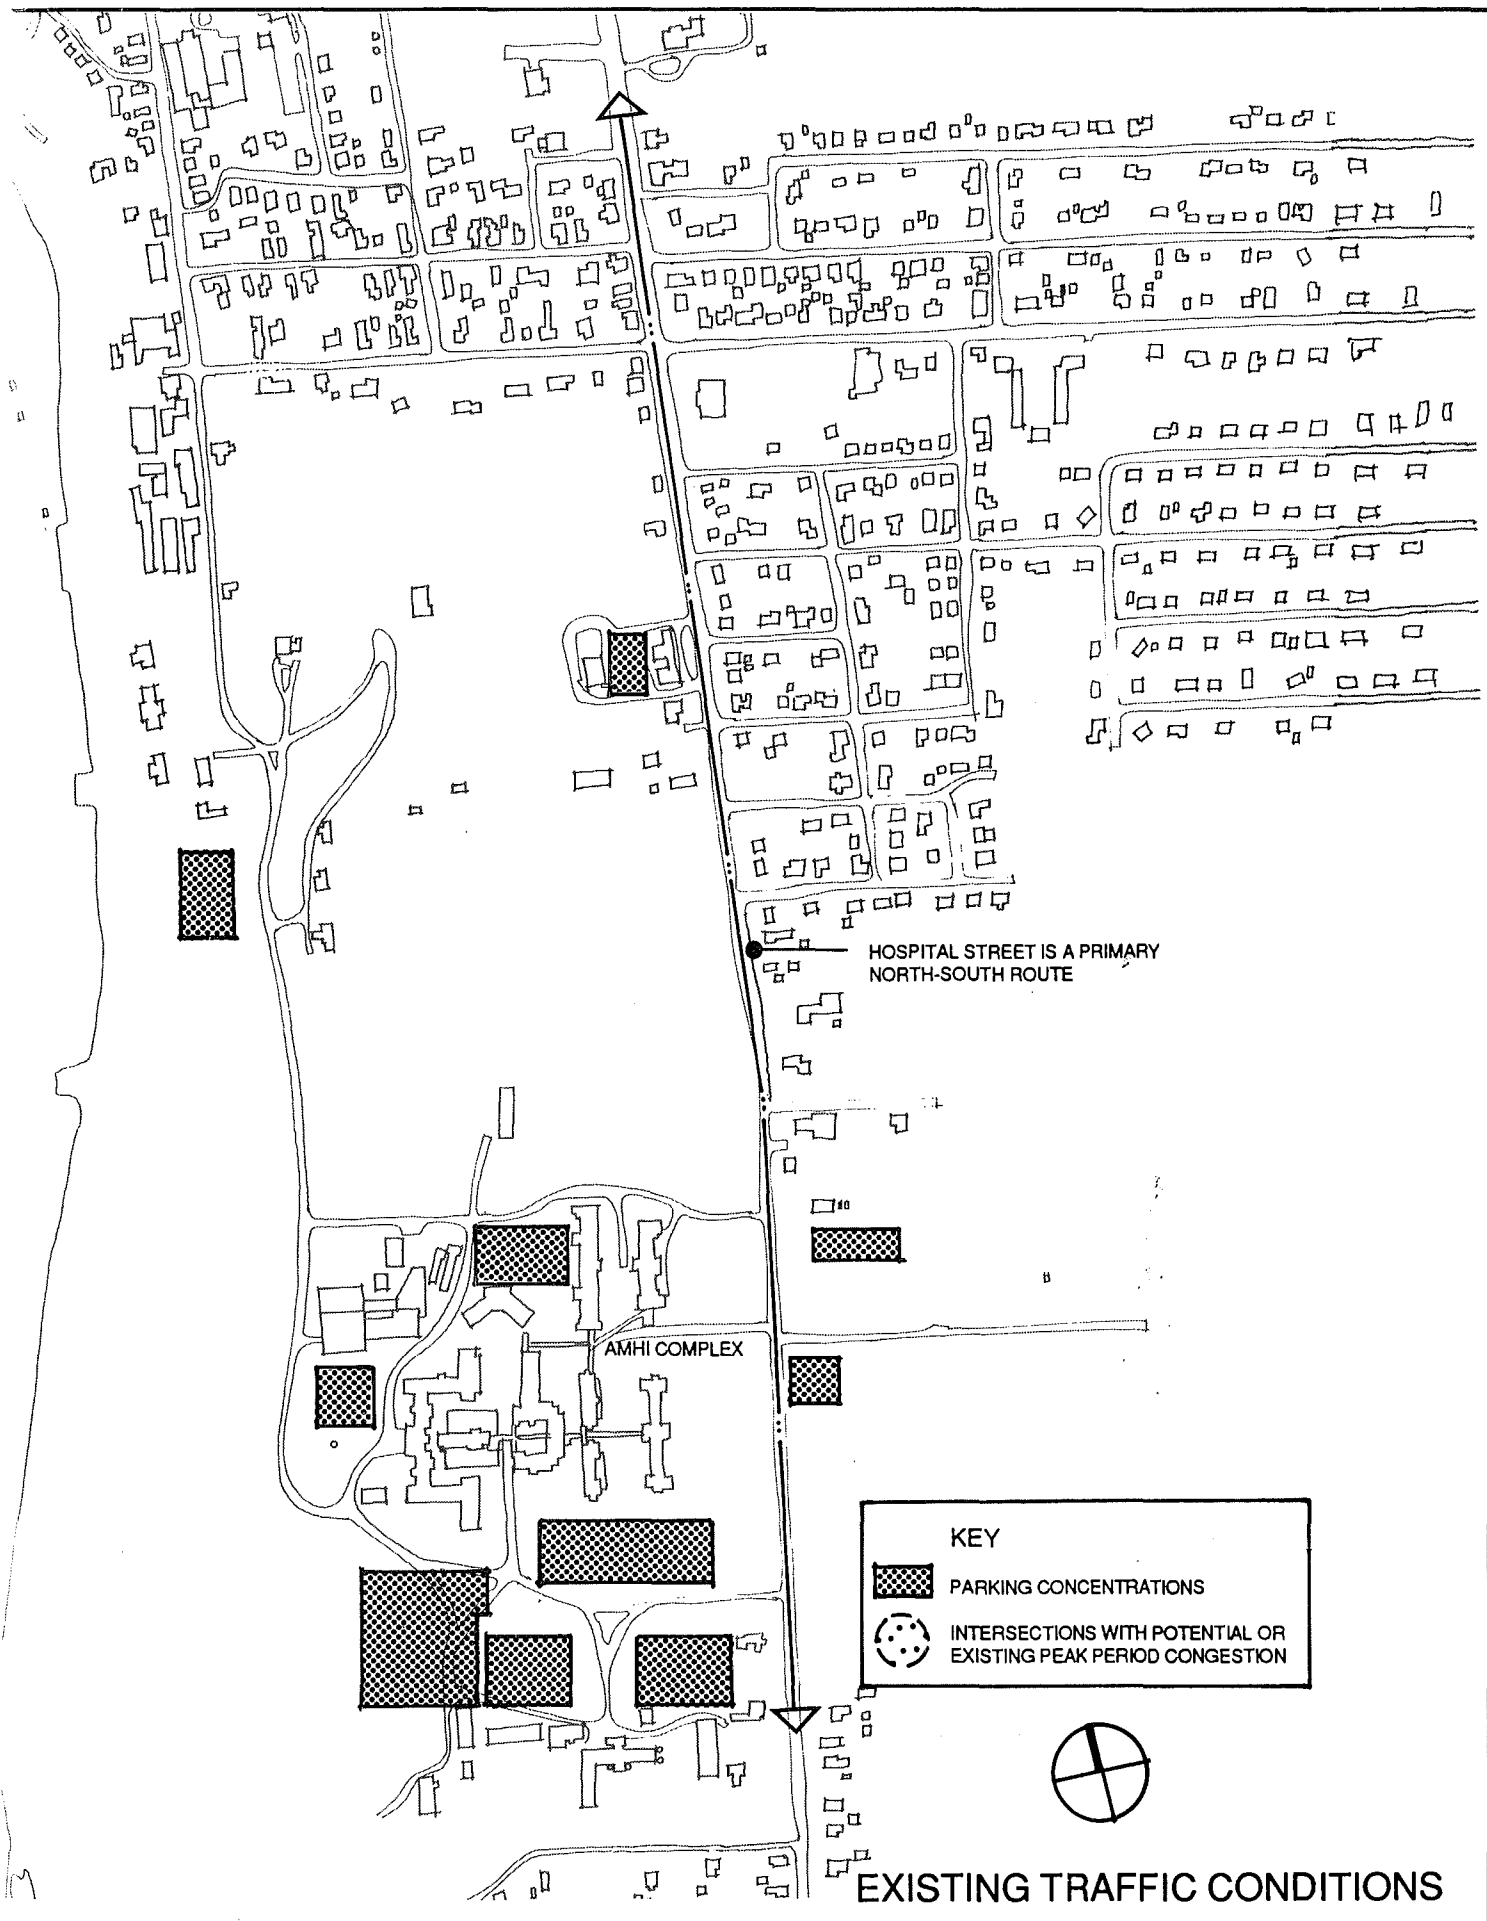 HOSPITAL STREET IS A PRIMARY
NORTH-SOUTH ROUTE
AMHI COMPLEX
KEY
PARKING CONCENTRATIONS
INTERSECTIONS WITH POTENTIAL OR
EXISTING PEAK PERIOD CONGESTION
EXISTING TRAFFIC CONDITIONS